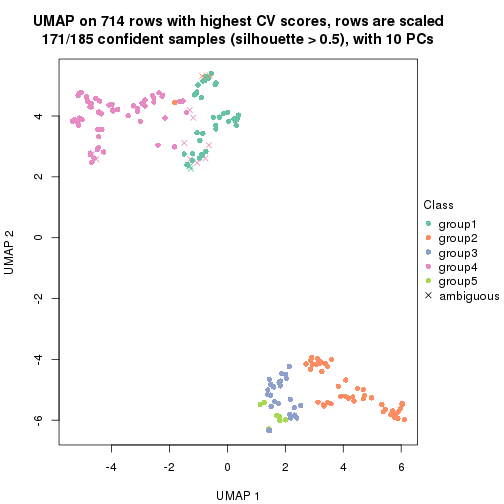 UMAP on 714 rows with highest CV scores, rows are scaled
171/185 confident samples (silhouette > 0.5), with 10 PCs
UMAP 2
4
2
0
-2
-4
-6
-4
-2
0
2
4
6
UMAP 1
Class
group1
group2
group3
group4
group5
ambiguous